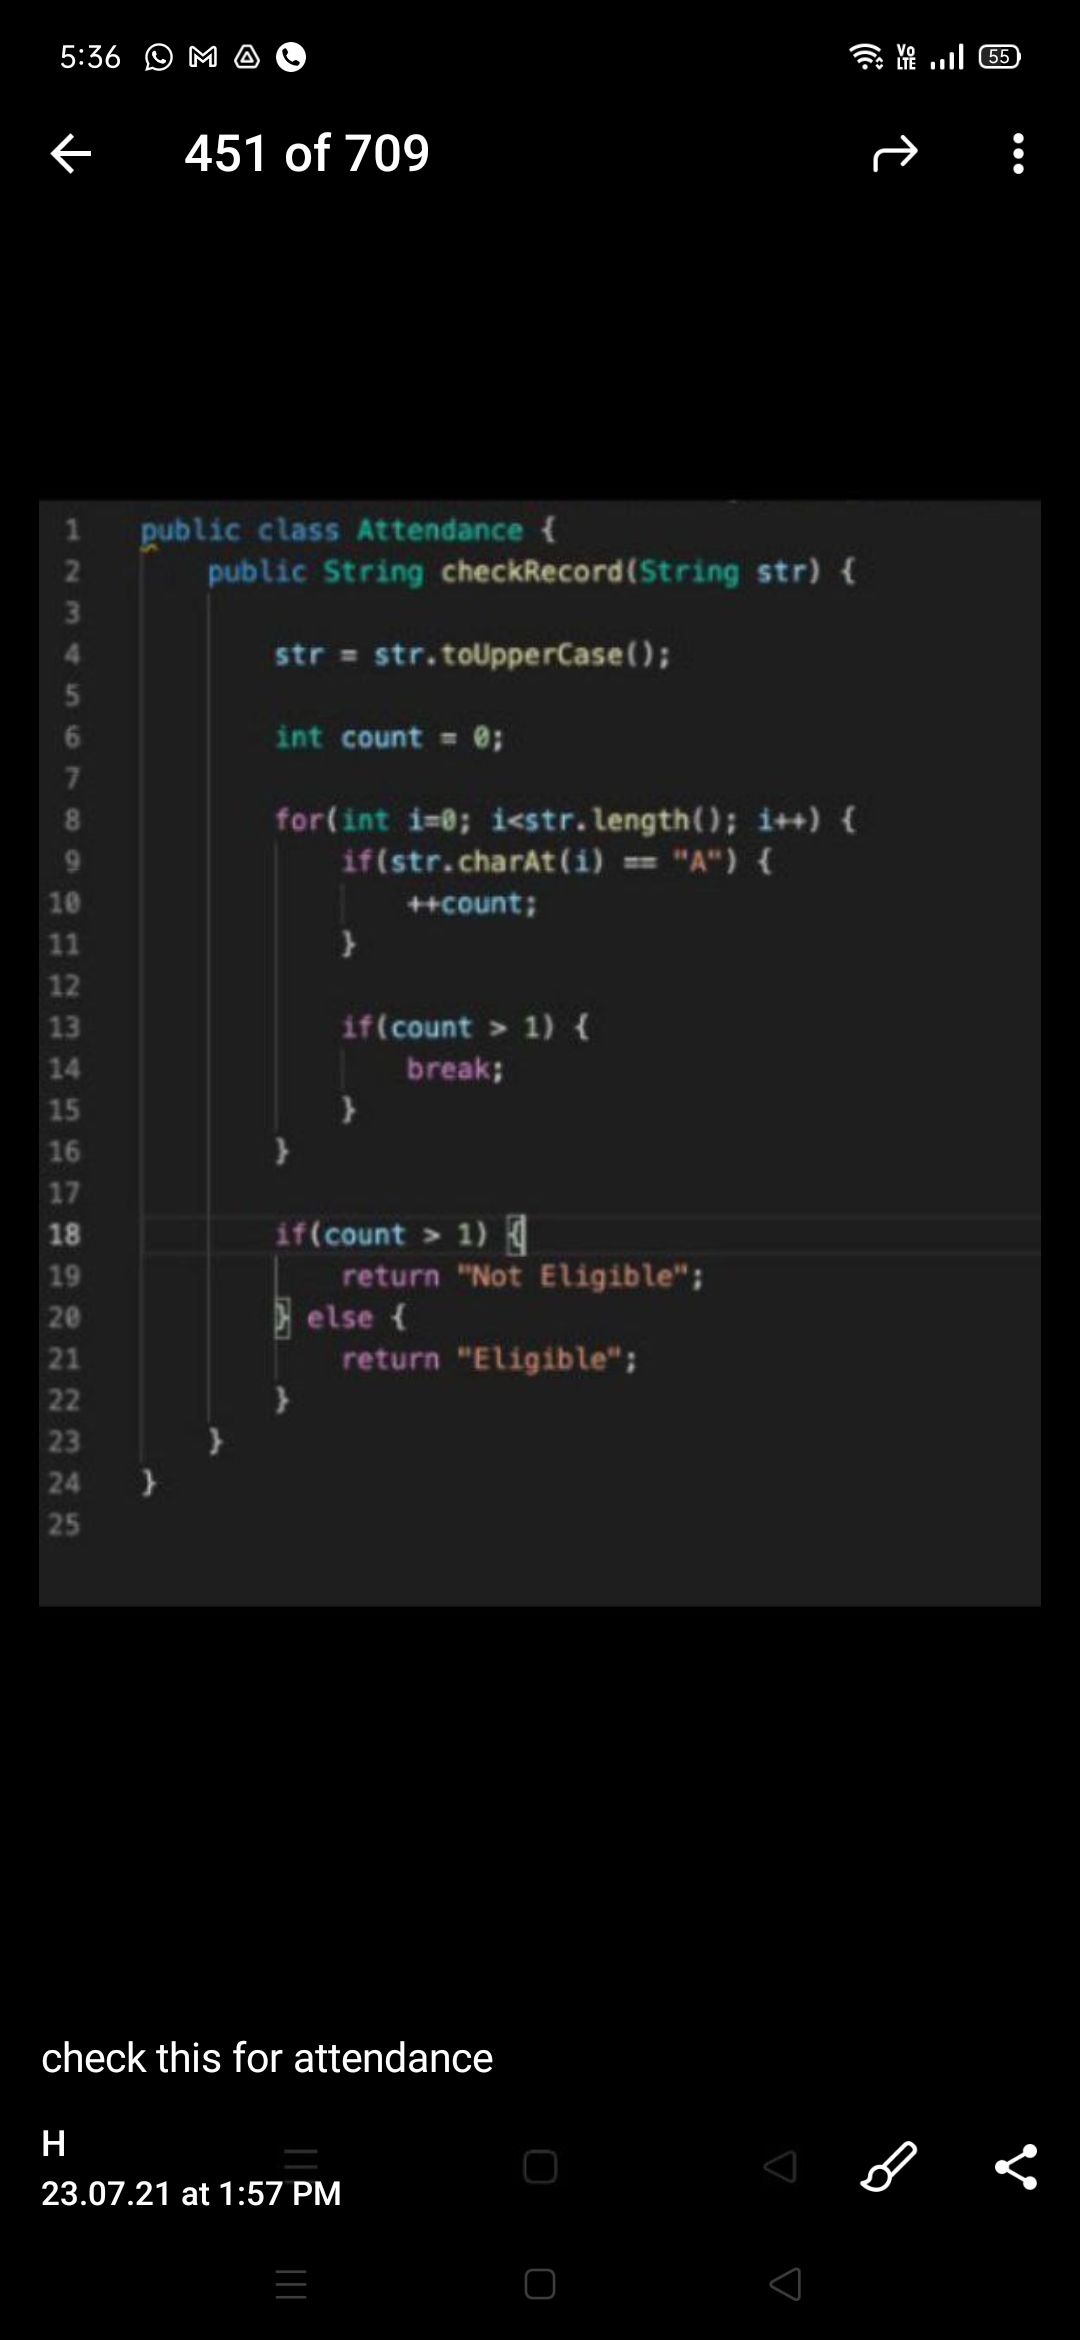 5:36
Vo
LTE
55
451 of 709
1 public class Attendance {
2 public String checkRecord(String str) {
3
4 str = str.toUpperCase();
5
6 int count = 0;
7
8 for(int i=0; i<str.length(); i++) {
9 if(str.charAt(i) == "A") {
10 ++count;
11 }
12
13 if(count > 1) {
14 break;
15 }
16 }
17
18 if(count > 1) {
19 return "Not Eligible";
20 } else {
21 return "Eligible";
22 }
23 }
24 }
25
check this for attendance
H
23.07.21 at 1:57 PM